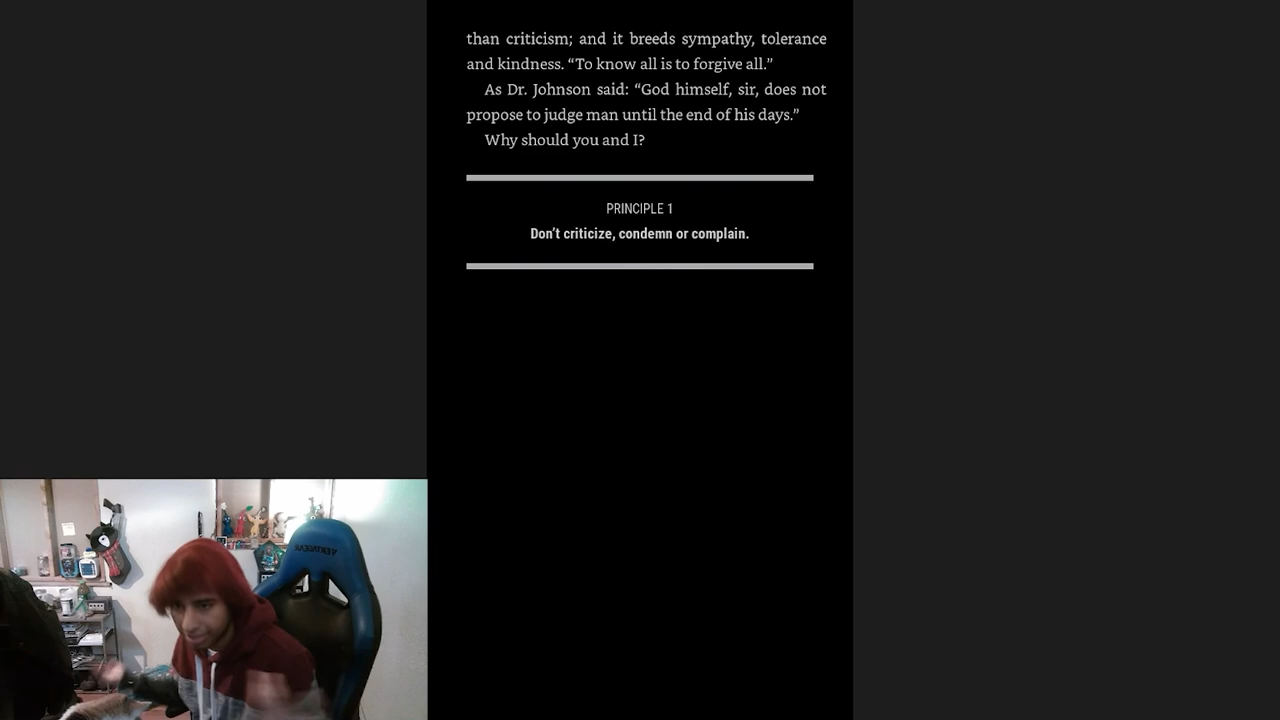 than criticism; and it breeds sympathy, tolerance
and kindness. “To know all is to forgive all.”
As Dr. Johnson said: “God himself, sir, does not
propose to judge man until the end of his days.”
Why should you and I?
PRINCIPLE 1
Don’t criticize, condemn or complain.